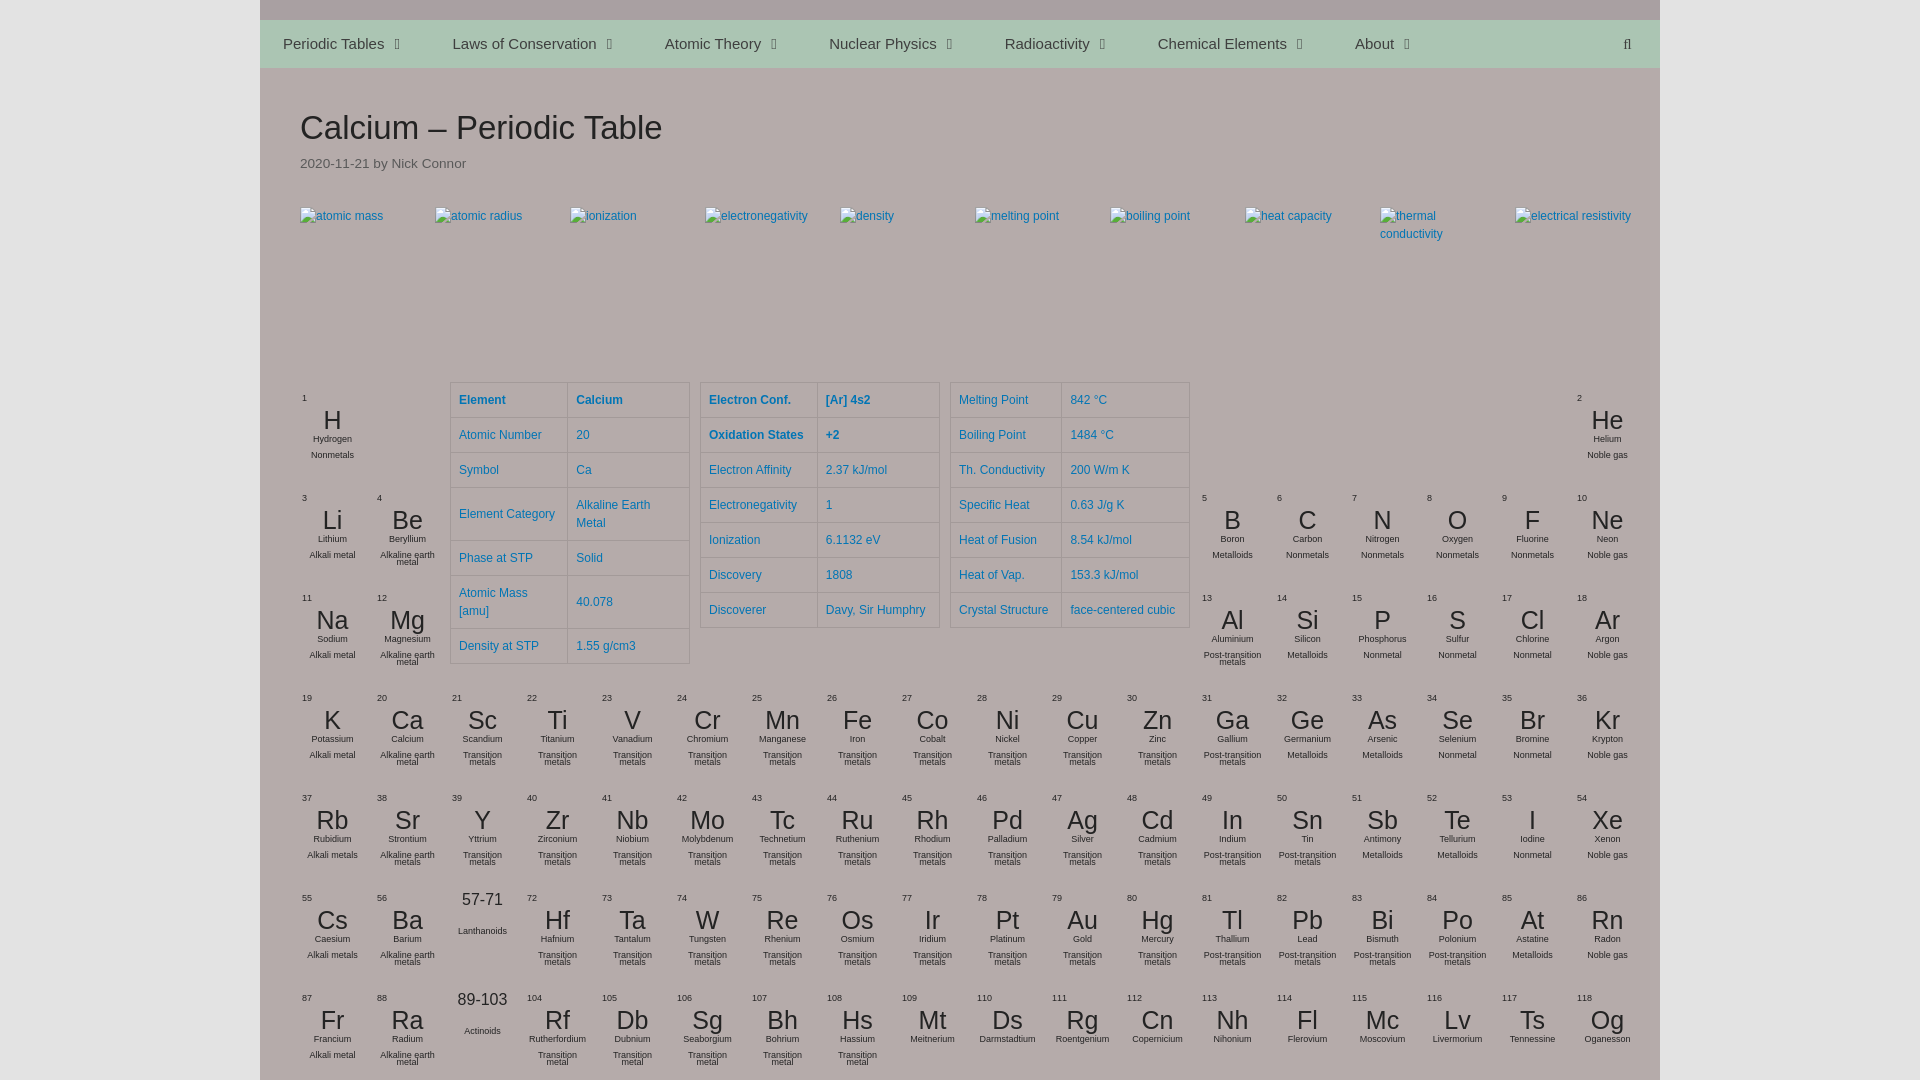 Periodic Tables Laws of Conservation Atomic Theory Nuclear Physics Radioactivity Chemical Elements About
Calcium – Periodic Table
2020-11-21 by Nick Connor
atomic mass atomic radius ionization electronegativity density melting point boiling point heat capacity thermal conductivity electrical resistivity
Element Calcium
Atomic Number 20
Symbol Ca
Element Category Alkaline Earth Metal
Phase at STP Solid
Atomic Mass [amu] 40.078
Density at STP 1.55 g/cm3
Electron Conf. [Ar] 4s2
Oxidation States +2
Electron Affinity 2.37 kJ/mol
Electronegativity 1
Ionization 6.1132 eV
Discovery 1808
Discoverer Davy, Sir Humphry
Melting Point 842 °C
Boiling Point 1484 °C
Th. Conductivity 200 W/m K
Specific Heat 0.63 J/g K
Heat of Fusion 8.54 kJ/mol
Heat of Vap. 153.3 kJ/mol
Crystal Structure face-centered cubic
1 2
H He
Hydrogen Helium
Nonmetals Noble gas
3 4 5 6 7 8 9 10
Li Be B C N O F Ne
Lithium Beryllium Boron Carbon Nitrogen Oxygen Fluorine Neon
Alkali metal Alkaline earth metal Metalloids Nonmetals Nonmetals Nonmetals Nonmetals Noble gas
11 12 13 14 15 16 17 18
Na Mg Al Si P S Cl Ar
Sodium Magnesium Aluminium Silicon Phosphorus Sulfur Chlorine Argon
Alkali metal Alkaline earth metal Post-transition metals Metalloids Nonmetal Nonmetal Nonmetal Noble gas
19 20 21 22 23 24 25 26 27 28 29 30 31 32 33 34 35 36
K Ca Sc Ti V Cr Mn Fe Co Ni Cu Zn Ga Ge As Se Br Kr
Potassium Calcium Scandium Titanium Vanadium Chromium Manganese Iron Cobalt Nickel Copper Zinc Gallium Germanium Arsenic Selenium Bromine Krypton
Alkali metal Alkaline earth metal Transition metals Transition metals Transition metals Transition metals Transition metals Transition metals Transition metals Transition metals Transition metals Transition metals Post-transition metals Metalloids Metalloids Nonmetal Nonmetal Noble gas
37 38 39 40 41 42 43 44 45 46 47 48 49 50 51 52 53 54
Rb Sr Y Zr Nb Mo Tc Ru Rh Pd Ag Cd In Sn Sb Te I Xe
Rubidium Strontium Yttrium Zirconium Niobium Molybdenum Technetium Ruthenium Rhodium Palladium Silver Cadmium Indium Tin Antimony Tellurium Iodine Xenon
Alkali metals Alkaline earth metals Transition metals Transition metals Transition metals Transition metals Transition metals Transition metals Transition metals Transition metals Transition metals Transition metals Post-transition metals Post-transition metals Metalloids Metalloids Nonmetal Noble gas
55 56 57-71 72 73 74 75 76 77 78 79 80 81 82 83 84 85 86
Cs Ba Hf Ta W Re Os Ir Pt Au Hg Tl Pb Bi Po At Rn
Caesium Barium Lanthanoids Hafnium Tantalum Tungsten Rhenium Osmium Iridium Platinum Gold Mercury Thallium Lead Bismuth Polonium Astatine Radon
Alkali metals Alkaline earth metals Transition metals Transition metals Transition metals Transition metals Transition metals Transition metals Transition metals Transition metals Transition metals Post-transition metals Post-transition metals Post-transition metals Post-transition metals Metalloids Noble gas
87 88 89-103 104 105 106 107 108 109 110 111 112 113 114 115 116 117 118
Fr Ra Rf Db Sg Bh Hs Mt Ds Rg Cn Nh Fl Mc Lv Ts Og
Francium Radium Actinoids Rutherfordium Dubnium Seaborgium Bohrium Hassium Meitnerium Darmstadtium Roentgenium Copernicium Nihonium Flerovium Moscovium Livermorium Tennessine Oganesson
Alkali metal Alkaline earth metal Transition metal Transition metal Transition metal Transition metal Transition metal